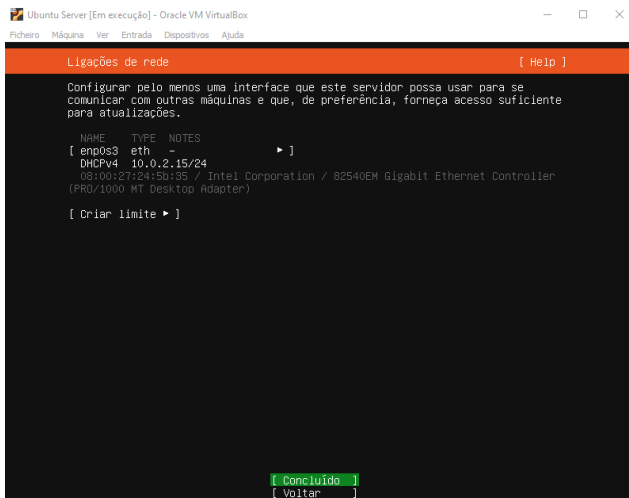 Ubuntu Server [Em execução] - Oracle VM VirtualBox
Ficheiro Máquina Ver Entrada Dispositivos Ajuda
Ligações de rede [ Help ]
Configurar pelo menos uma interface que este servidor possa usar para se
comunicar com outras máquinas e que, de preferência, forneça acesso suficiente
para atualizações.
NAME TYPE NOTES
[ enp0s3 eth - ▸ ]
DHCPv4 10.0.2.15/24
08:00:27:24:5b:35 / Intel Corporation / 82540EM Gigabit Ethernet Controller
(PRO/1000 MT Desktop Adapter)
[ Criar limite ▸ ]
[ Concluído ]
[ Voltar ]